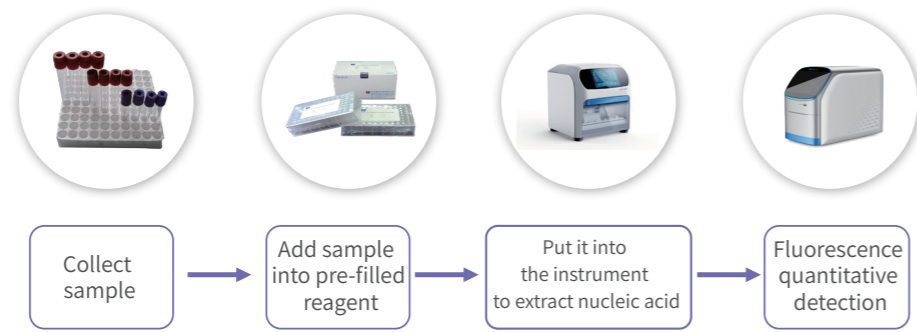 Collect
sample
Add sample
into pre-filled
reagent
Put it into
the instrument
to extract nucleic acid
Fluorescence
quantitative
detection